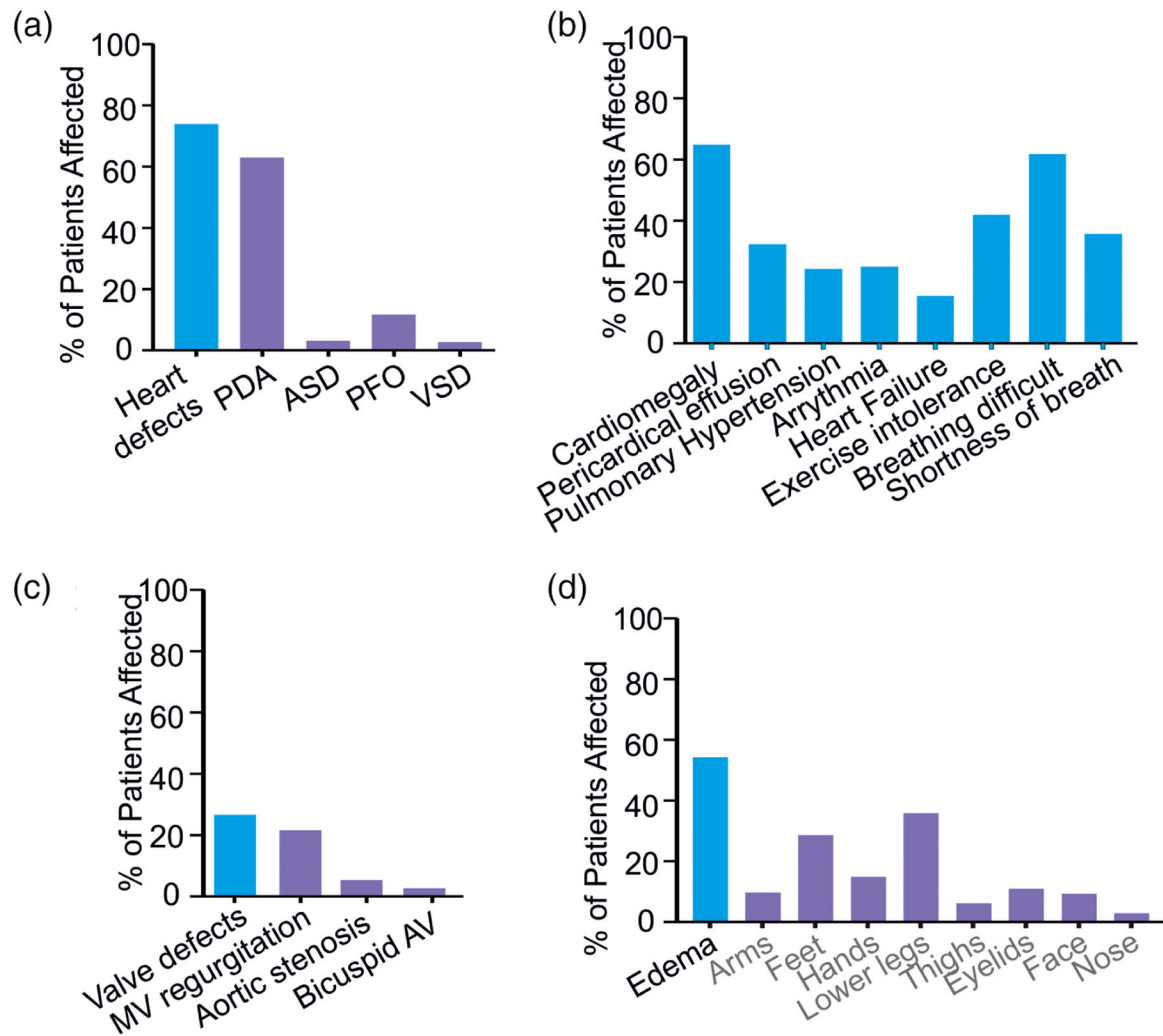 (a)
% of Patients Affected
100
80
60
40
20
0
Heart
defects
PDA
ASD
PFO
VSD
(b)
% of Patients Affected
100
80
60
40
20
0
Cardiomegaly
Pericardical effusion
Pulmonary Hypertension
Arrythmia
Heart Failure
Exercise intolerance
Breathing difficult
Shortness of breath
(c)
% of Patients Affected
100
80
60
40
20
0
Valve defects
MV regurgitation
Aortic stenosis
Bicuspid AV
(d)
% of Patients Affected
100
80
60
40
20
0
Edema
Arms
Feet
Hands
Lower legs
Thighs
Eyelids
Face
Nose